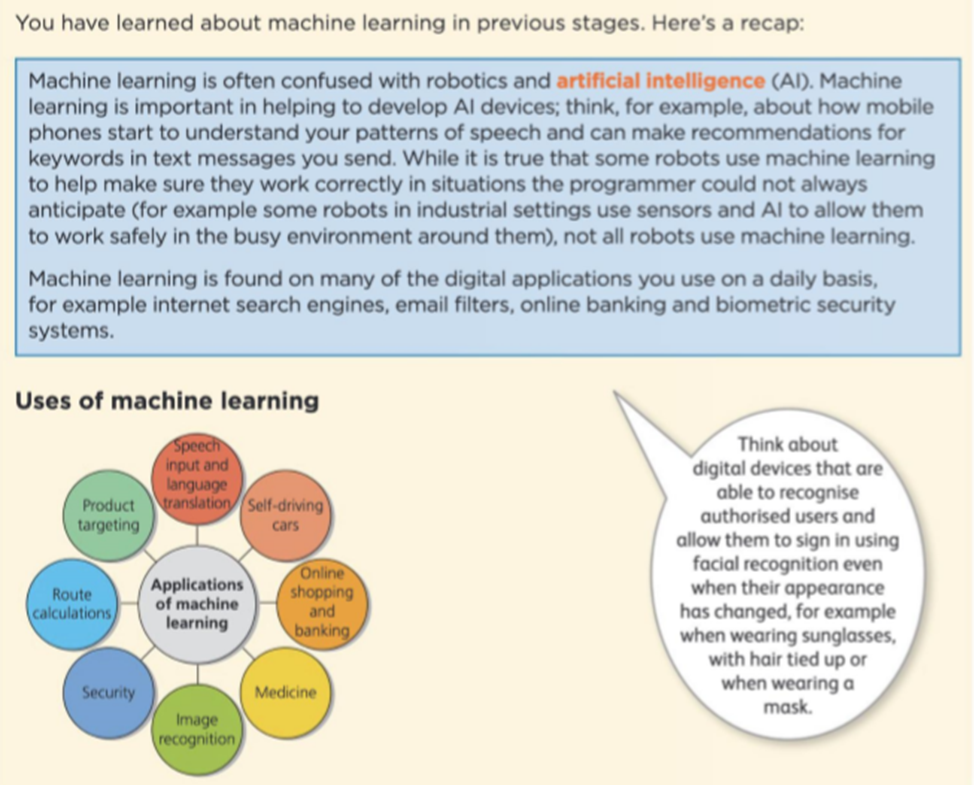 You have learned about machine learning in previous stages. Here's a recap:
Machine learning is often confused with robotics and artificial intelligence (AI). Machine
learning is important in helping to develop AI devices; think, for example, about how mobile
phones start to understand your patterns of speech and can make recommendations for
keywords in text messages you send. While it is true that some robots use machine learning
to help make sure they work correctly in situations the programmer could not always
anticipate (for example some robots in industrial settings use sensors and AI to allow them
to work safely in the busy environment around them), not all robots use machine learning.
Machine learning is found on many of the digital applications you use on a daily basis,
for example internet search engines, email filters, online banking and biometric security
systems.
Uses of machine learning
Speech
input and
language
translation
Self-driving
cars
Online
shopping
and
banking
Medicine
Image
recognition
Security
Route
calculations
Product
targeting
Applications
of machine
learning
Think about
digital devices that are
able to recognise
authorised users and
allow them to sign in using
facial recognition even
when their appearance
has changed, for example
when wearing sunglasses,
with hair tied up or
when wearing a
mask.